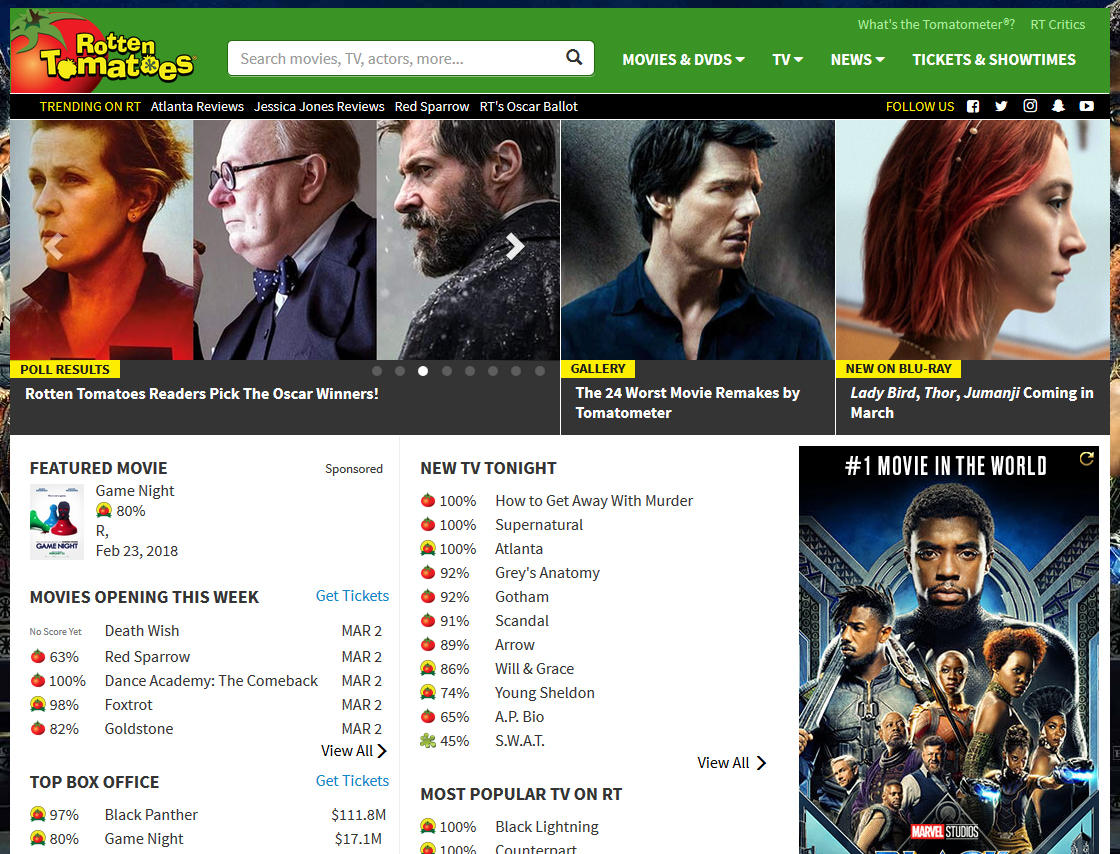 What's the Tomatometer®? RT Critics
Rotten
Tomatoes
Search movies, TV, actors, more...
MOVIES & DVDS TV NEWS TICKETS & SHOWTIMES
TRENDING ON RT Atlanta Reviews Jessica Jones Reviews Red Sparrow RT's Oscar Ballot FOLLOW US
POLL RESULTS
Rotten Tomatoes Readers Pick The Oscar Winners!
GALLERY
The 24 Worst Movie Remakes by
Tomatometer
NEW ON BLU-RAY
Lady Bird, Thor, Jumanji Coming in
March
FEATURED MOVIE Sponsored
GAME NIGHT
Game Night
80%
R,
Feb 23, 2018
MOVIES OPENING THIS WEEK Get Tickets
No Score Yet Death Wish MAR 2
63% Red Sparrow MAR 2
100% Dance Academy: The Comeback MAR 2
98% Foxtrot MAR 2
82% Goldstone MAR 2
View All
TOP BOX OFFICE Get Tickets
97% Black Panther $111.8M
80% Game Night $17.1M
NEW TV TONIGHT
100% How to Get Away With Murder
100% Supernatural
100% Atlanta
92% Grey's Anatomy
92% Gotham
91% Scandal
89% Arrow
86% Will & Grace
74% Young Sheldon
65% A.P. Bio
45% S.W.A.T.
View All
MOST POPULAR TV ON RT
100% Black Lightning
100% Counterpart
#1 MOVIE IN THE WORLD
MARVEL STUDIOS